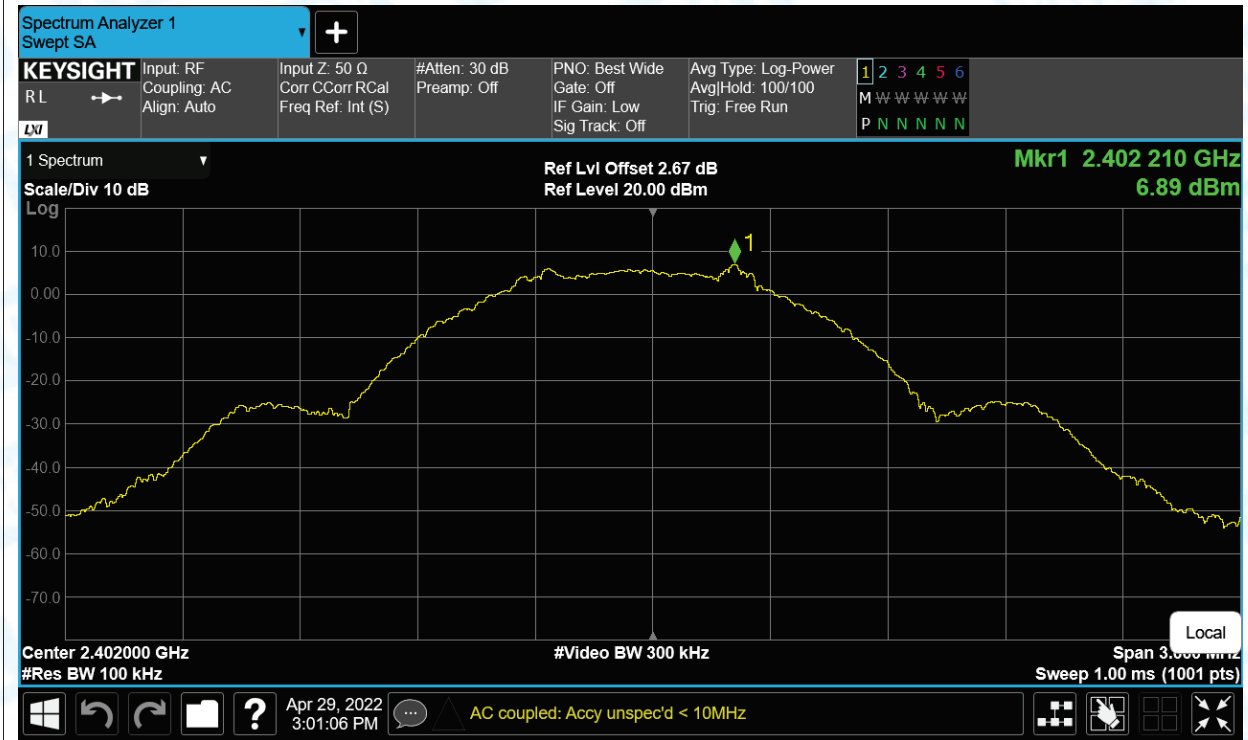 Spectrum Analyzer 1
Swept SA
KEYSIGHT
R L
LXI
Input: RF
Coupling: AC
Align: Auto
Input Z: 50 Ω
Corr CCorr RCal
Freq Ref: Int (S)
#Atten: 30 dB
Preamp: Off
PNO: Best Wide
Gate: Off
IF Gain: Low
Sig Track: Off
Avg Type: Log-Power
Avg|Hold: 100/100
Trig: Free Run
1 2 3 4 5 6
M W W W W W
P N N N N N
1 Spectrum
Scale/Div 10 dB
Log
Ref Lvl Offset 2.67 dB
Ref Level 20.00 dBm
Mkr1 2.402 210 GHz
6.89 dBm
1
10.0
0.00
-10.0
-20.0
-30.0
-40.0
-50.0
-60.0
-70.0
Local
Center 2.402000 GHz
#Video BW 300 kHz
Span
#Res BW 100 kHz
Sweep 1.00 ms (1001 pts)
?
Apr 29, 2022
3:01:06 PM
AC coupled: Accy unspec'd < 10MHz